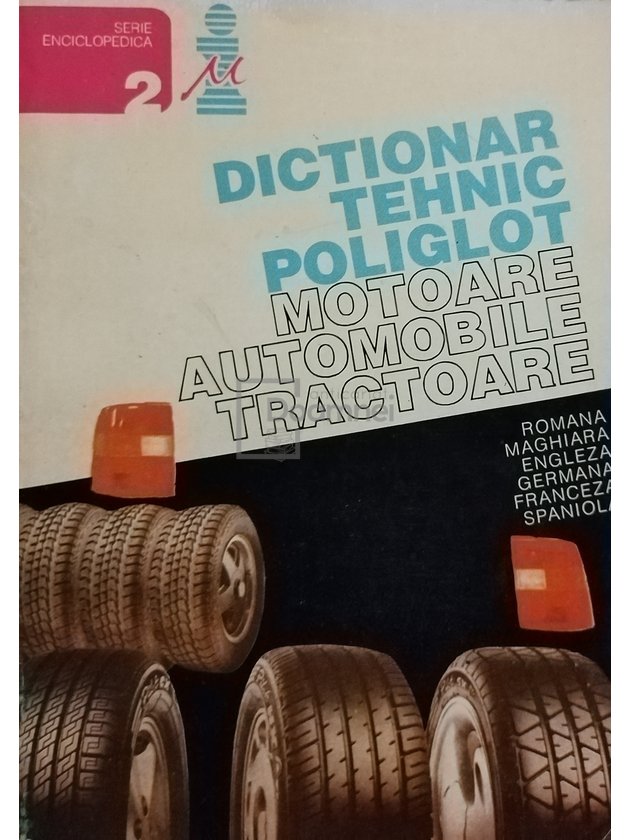 SERIE
ENCICLOPEDICA
2
M
DICTIONAR
TEHNIC
POLIGLOT
MOTOARE
AUTOMOBILE
TRACTOARE
ROMANA
MAGHIARA
ENGLEZA
GERMANA
FRANCEZA
SPANIOLA